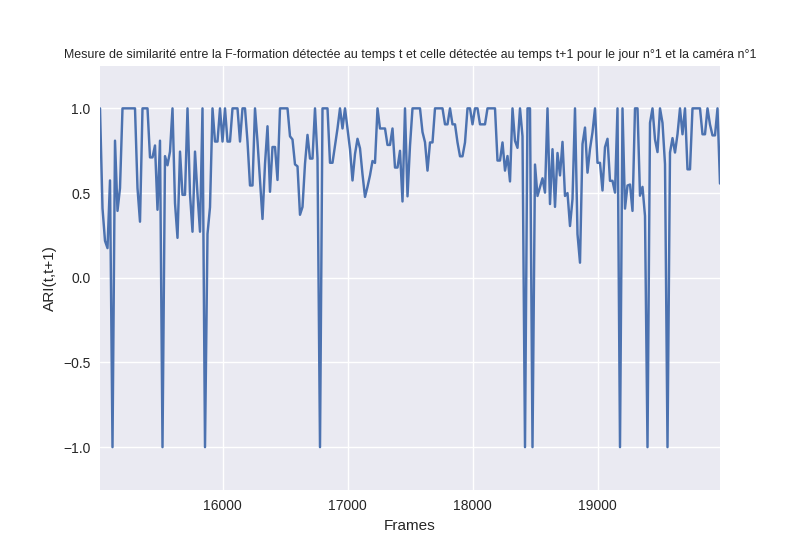 Mesure de similarité entre la F-formation détectée au temps t et celle détectée au temps t+1 pour le jour n°1 et la caméra n°1
1.0
0.5
0.0
−0.5
−1.0
ARI(t,t+1)
16000 17000 18000 19000
Frames